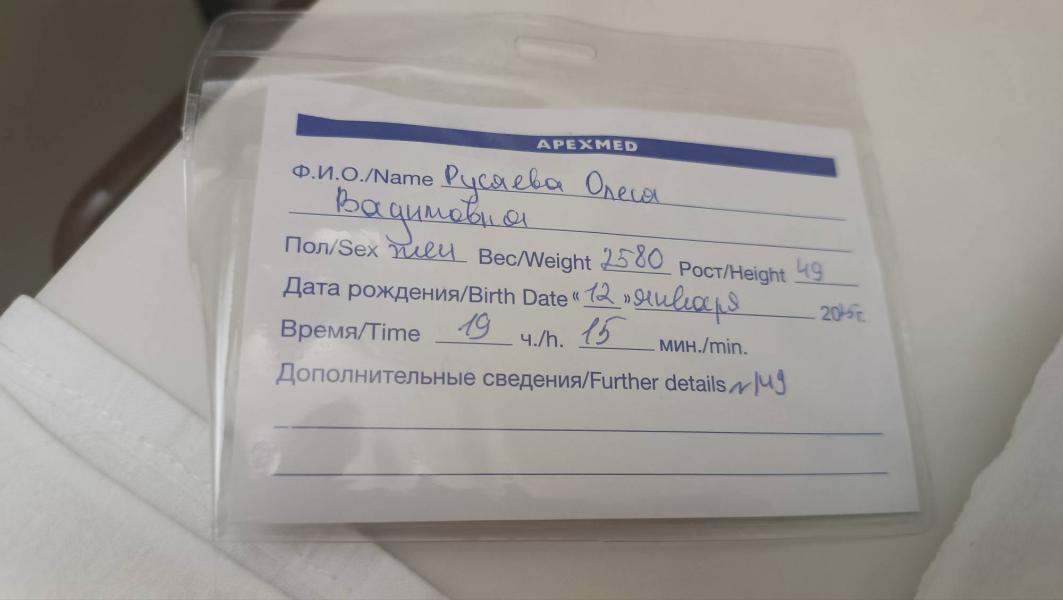 APEXMED
Ф.И.О./Name Русяева Олеся
Вадимовна
Пол/Sex жен Вес/Weight 2580 Рост/Height 49
Дата рождения/Birth Date “12” января 2025г.
Время/Time 19 ч./h. 15 мин./min.
Дополнительные сведения/Further details